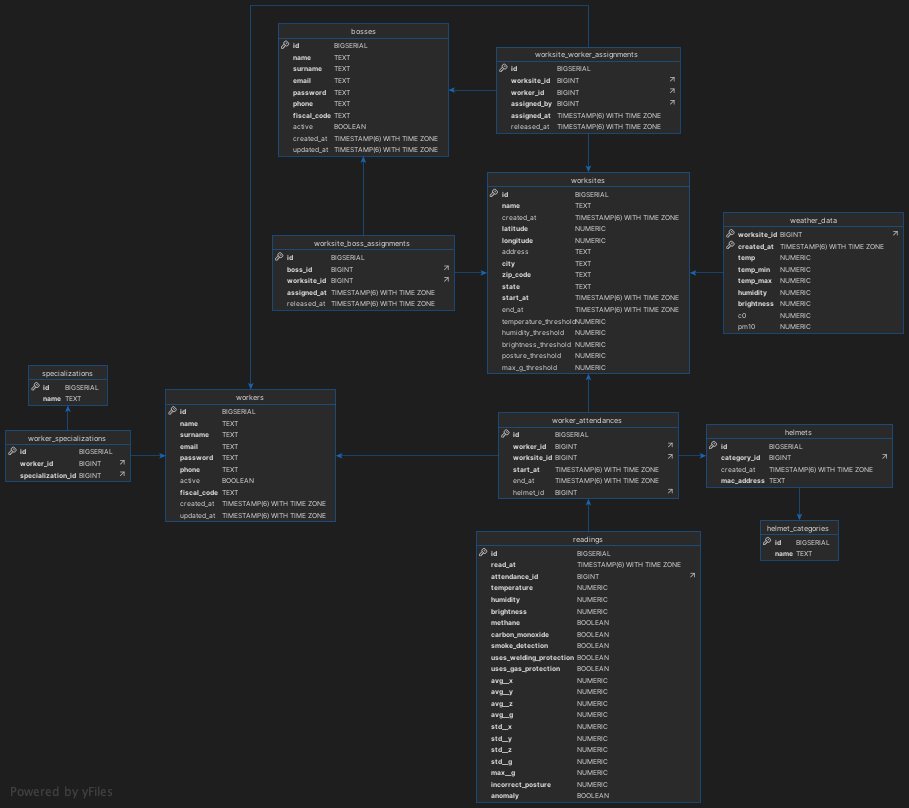 bosses
id BIGSERIAL
name TEXT
surname TEXT
email TEXT
password TEXT
phone TEXT
fiscal_code TEXT
active BOOLEAN
created_at TIMESTAMP(6) WITH TIME ZONE
updated_at TIMESTAMP(6) WITH TIME ZONE
worksite_worker_assignments
id BIGSERIAL
worksite_id BIGINT
worker_id BIGINT
assigned_by BIGINT
assigned_at TIMESTAMP(6) WITH TIME ZONE
released_at TIMESTAMP(6) WITH TIME ZONE
worksites
id BIGSERIAL
name TEXT
created_at TIMESTAMP(6) WITH TIME ZONE
latitude NUMERIC
longitude NUMERIC
address TEXT
city TEXT
zip_code TEXT
state TEXT
start_at TIMESTAMP(6) WITH TIME ZONE
end_at TIMESTAMP(6) WITH TIME ZONE
temperature_threshold NUMERIC
humidity_threshold NUMERIC
brightness_threshold NUMERIC
posture_threshold NUMERIC
max_g_threshold NUMERIC
weather_data
worksite_id BIGINT
created_at TIMESTAMP(6) WITH TIME ZONE
temp NUMERIC
temp_min NUMERIC
temp_max NUMERIC
humidity NUMERIC
brightness NUMERIC
c0 NUMERIC
pm10 NUMERIC
worksite_boss_assignments
id BIGSERIAL
boss_id BIGINT
worksite_id BIGINT
assigned_at TIMESTAMP(6) WITH TIME ZONE
released_at TIMESTAMP(6) WITH TIME ZONE
specializations
id BIGSERIAL
name TEXT
worker_specializations
id BIGSERIAL
worker_id BIGINT
specialization_id BIGINT
workers
id BIGSERIAL
name TEXT
surname TEXT
email TEXT
password TEXT
phone TEXT
active BOOLEAN
fiscal_code TEXT
created_at TIMESTAMP(6) WITH TIME ZONE
updated_at TIMESTAMP(6) WITH TIME ZONE
worker_attendances
id BIGSERIAL
worker_id BIGINT
worksite_id BIGINT
start_at TIMESTAMP(6) WITH TIME ZONE
end_at TIMESTAMP(6) WITH TIME ZONE
helmet_id BIGINT
helmets
id BIGSERIAL
category_id BIGINT
created_at TIMESTAMP(6) WITH TIME ZONE
mac_address TEXT
helmet_categories
id BIGSERIAL
name TEXT
readings
id BIGSERIAL
read_at TIMESTAMP(6) WITH TIME ZONE
attendance_id BIGINT
temperature NUMERIC
humidity NUMERIC
brightness NUMERIC
methane BOOLEAN
carbon_monoxide BOOLEAN
smoke_detection BOOLEAN
uses_welding_protection BOOLEAN
uses_gas_protection BOOLEAN
avg__x NUMERIC
avg__y NUMERIC
avg__z NUMERIC
avg__g NUMERIC
std__x NUMERIC
std__y NUMERIC
std__z NUMERIC
std__g NUMERIC
max__g NUMERIC
incorrect_posture NUMERIC
anomaly BOOLEAN
Powered by yFiles